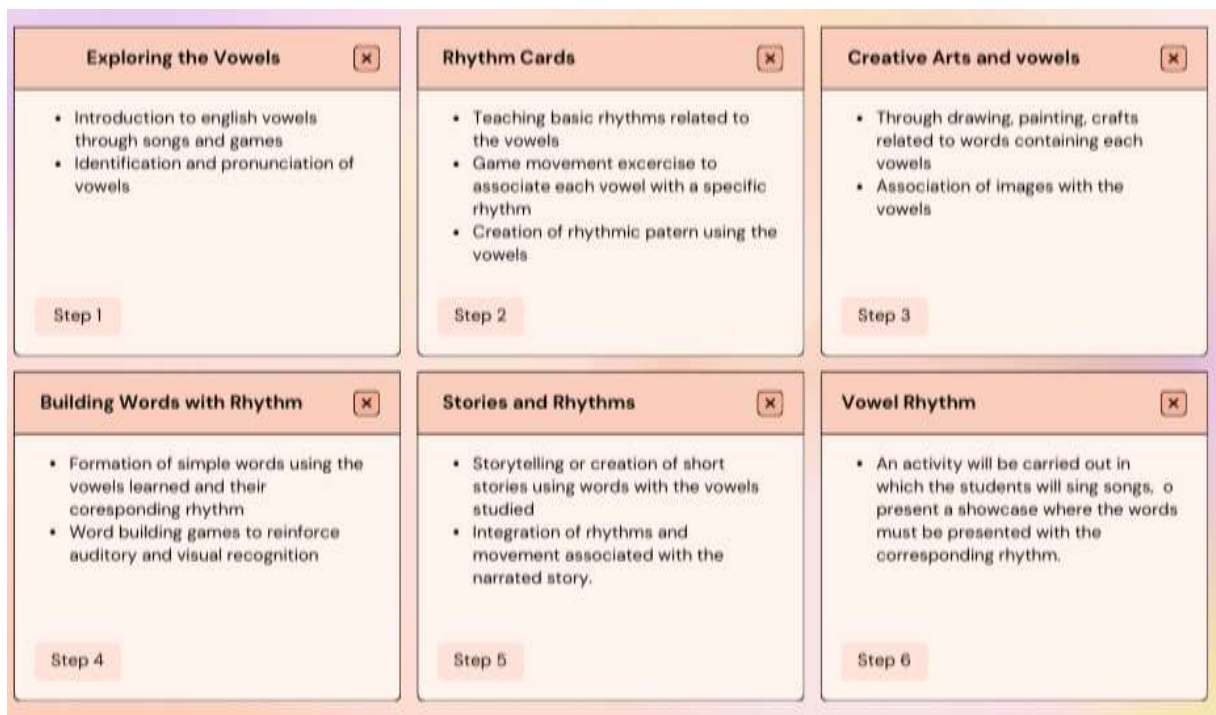 Exploring the Vowels
• Introduction to english vowels
through songs and games
• Identification and pronunciation of
vowels
Step 1
Rhythm Cards
• Teaching basic rhythms related to
the vowels
• Game movement excercise to
associate each vowel with a specific
rhythm
• Creation of rhythmic patern using the
vowels
Step 2
Creative Arts and vowels
• Through drawing, painting, crafts
related to words containing each
vowels
• Association of images with the
vowels
Step 3
Building Words with Rhythm
• Formation of simple words using the
vowels learned and their
coresponding rhythm
• Word building games to reinforce
auditory and visual recognition
Step 4
Stories and Rhythms
• Storytelling or creation of short
stories using words with the vowels
studied
• Integration of rhythms and
movement associated with the
narrated story.
Step 5
Vowel Rhythm
• An activity will be carried out in
which the students will sing songs, o
present a showcase where the words
must be presented with the
corresponding rhythm.
Step 6